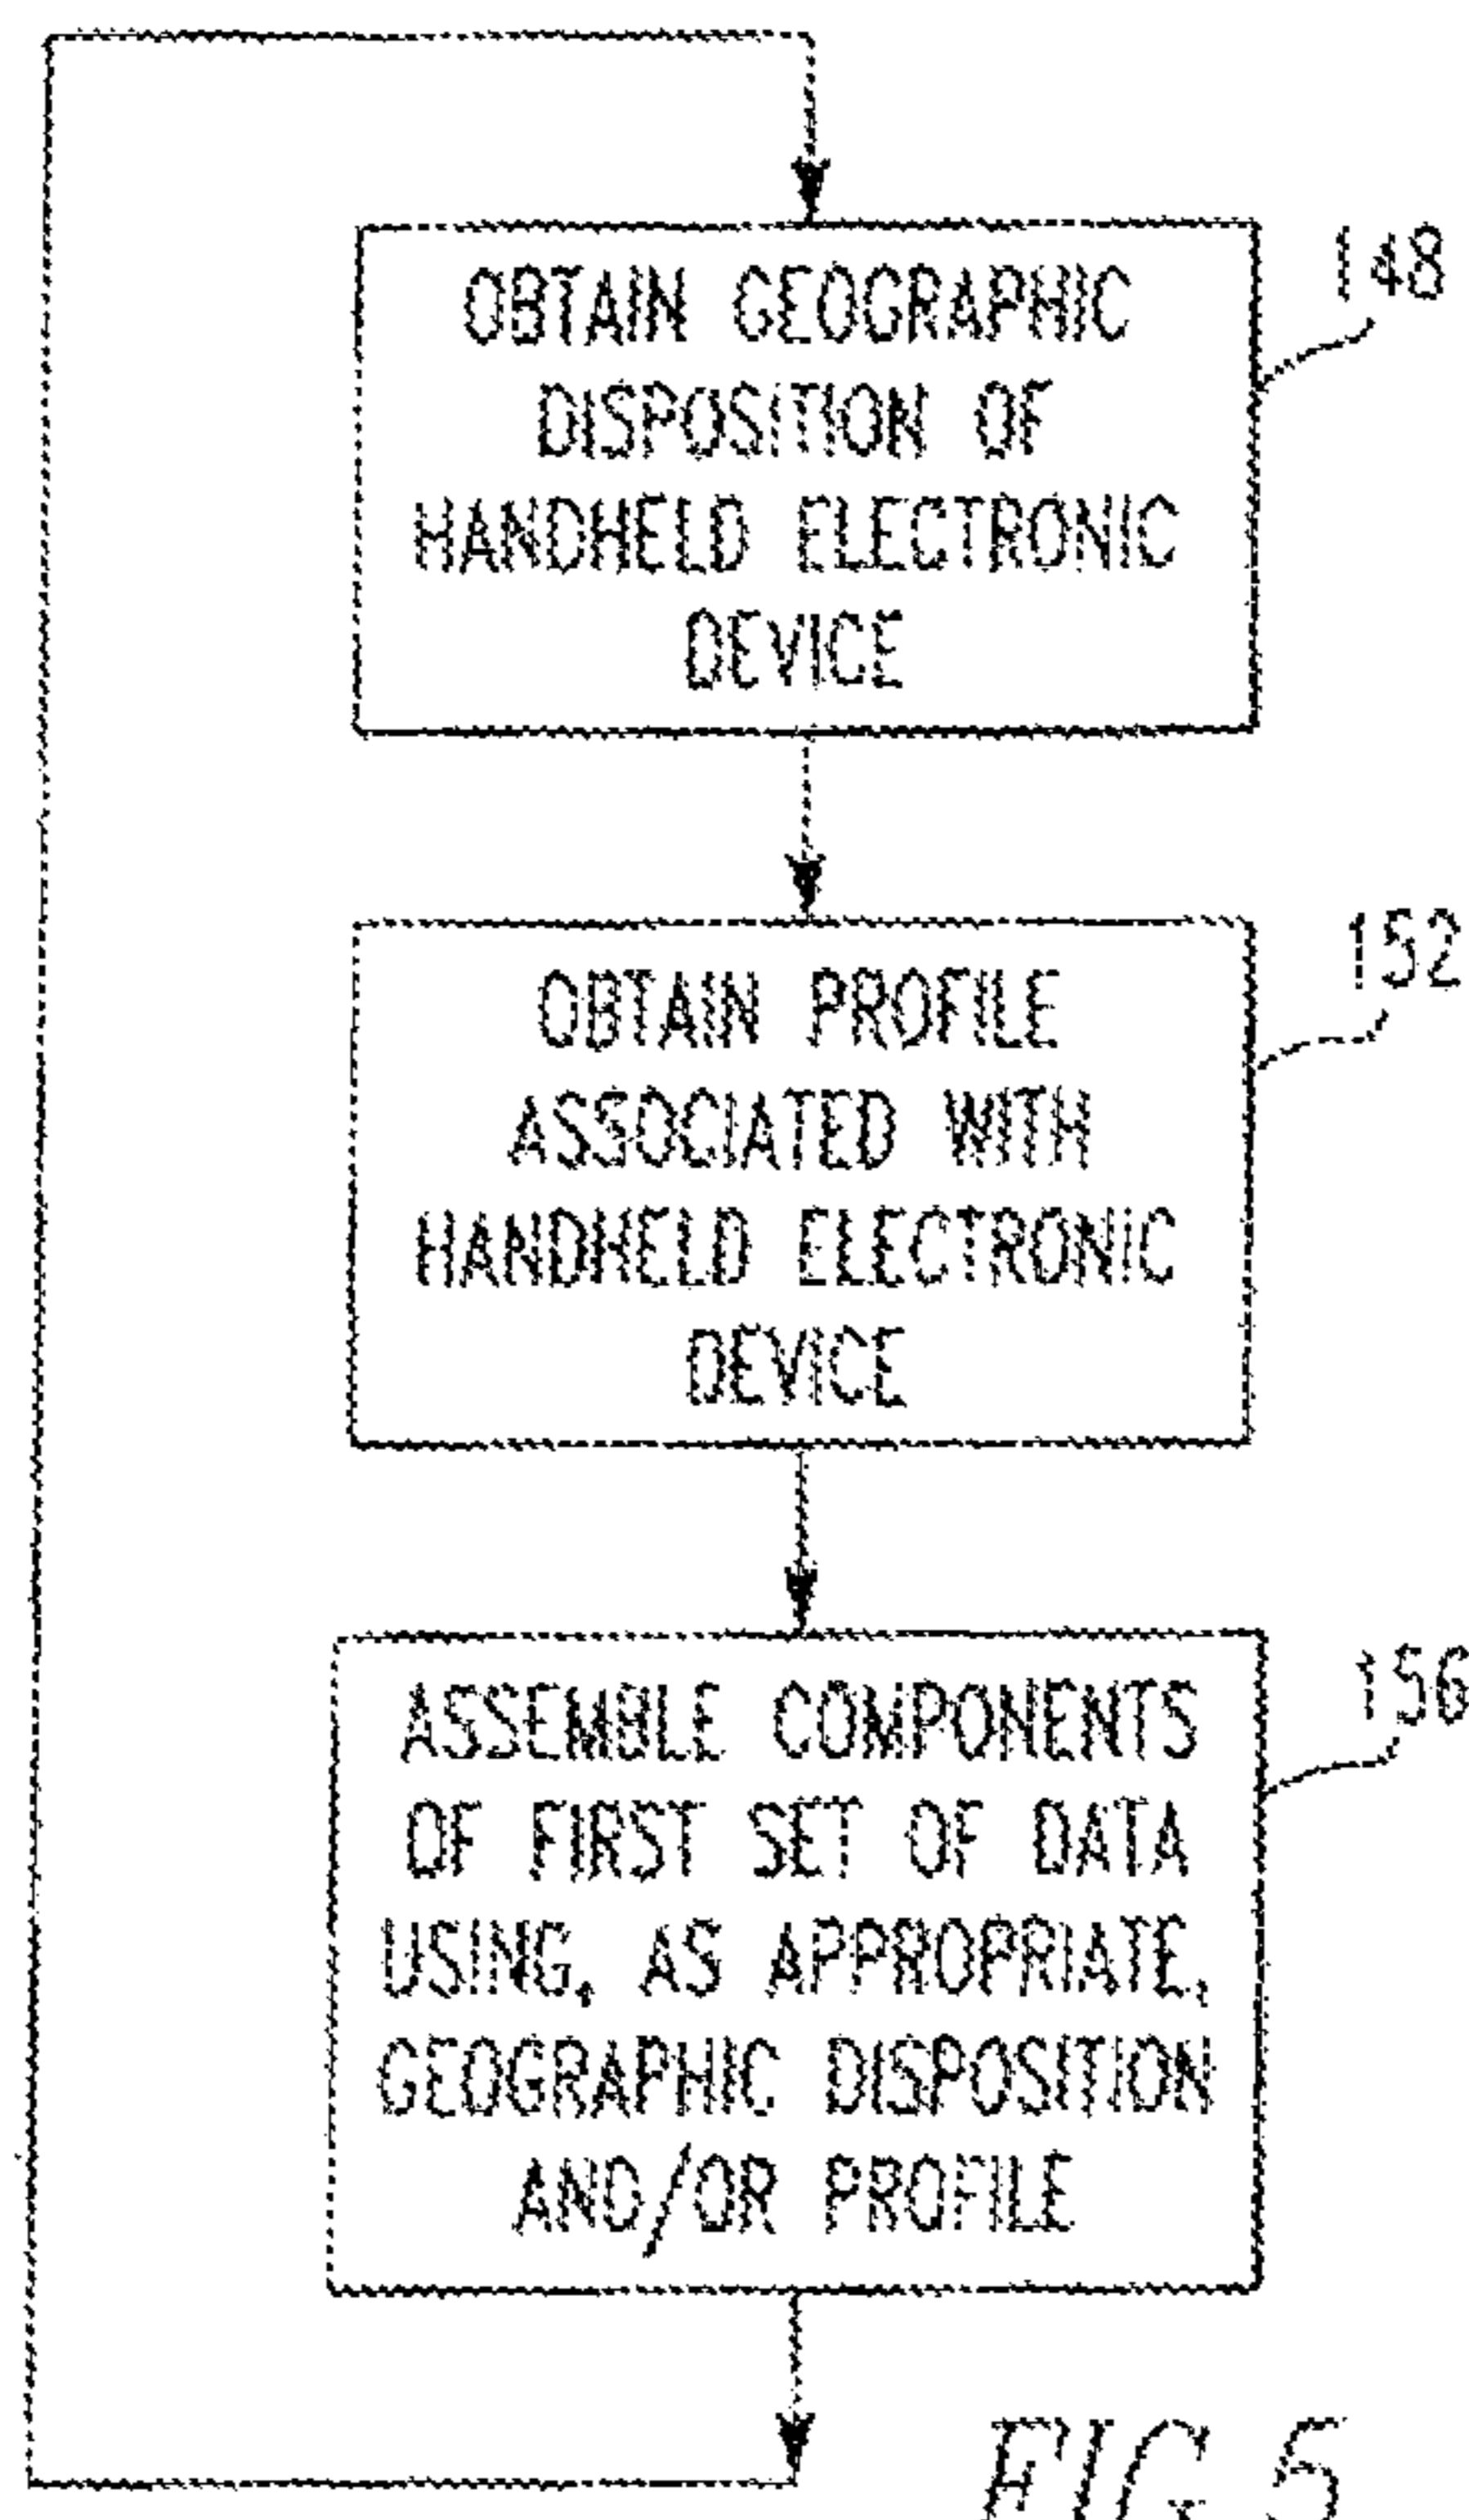 148
OBTAIN GEOGRAPHIC
DISPOSITION OF
HANDHELD ELECTRONIC
DEVICE
152
OBTAIN PROFILE
ASSOCIATED WITH
HANDHELD ELECTRONIC
DEVICE
156
ASSEMBLE COMPONENTS
OF FIRST SET OF DATA
USING, AS APPROPRIATE,
GEOGRAPHIC DISPOSITION
AND/OR PROFILE
FIG.5